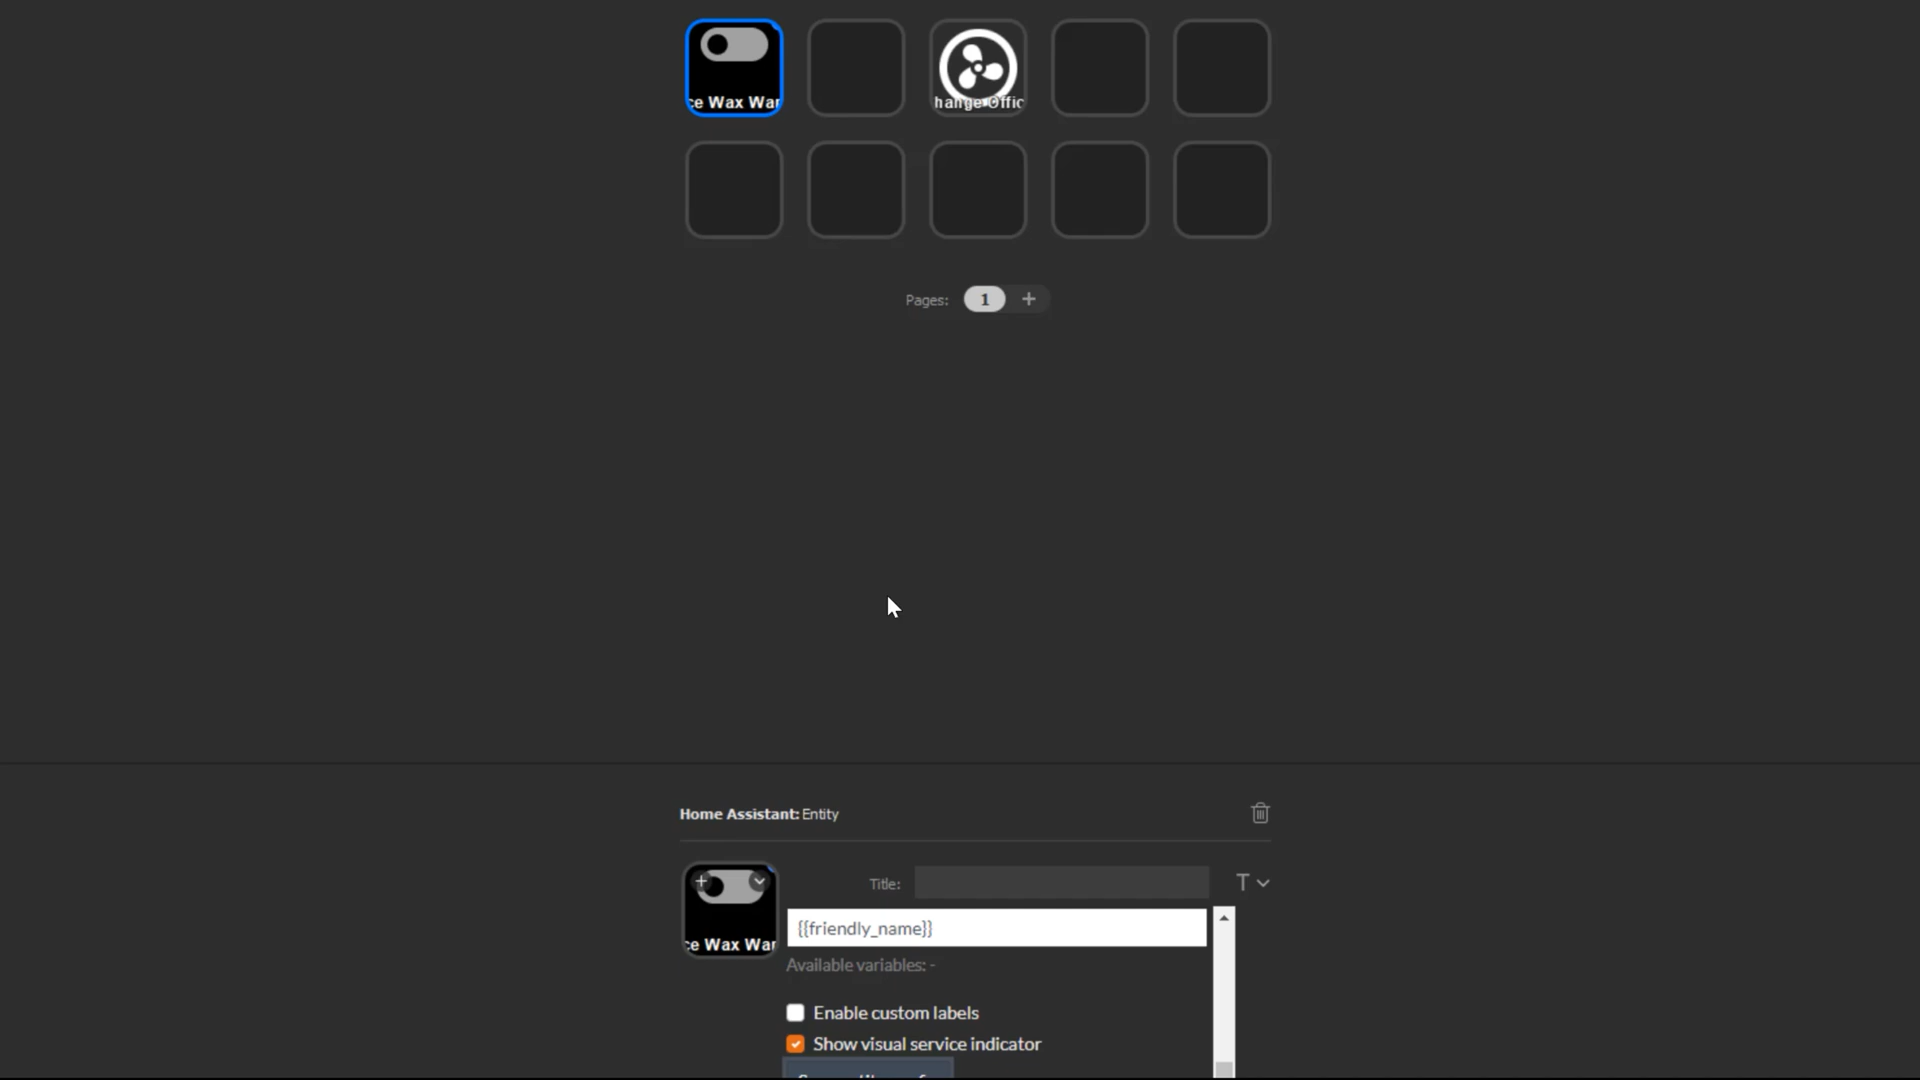 ce Wax War
hange Offic
Pages: 1 +
Home Assistant: Entity
Title:
T
ce Wax War
{{friendly_name}}
Available variables: -
Enable custom labels
Show visual service indicator